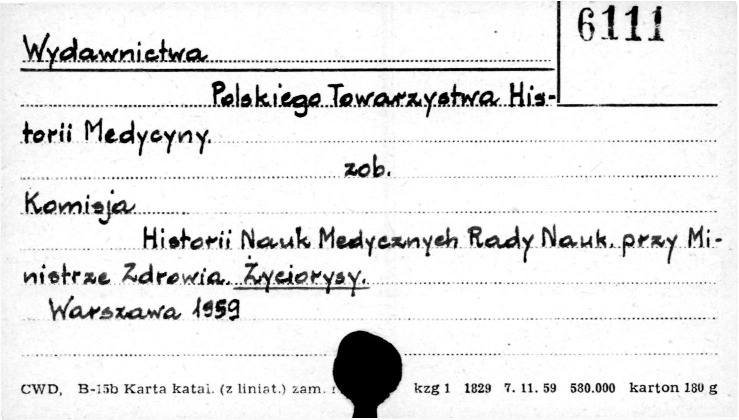 6111
Wydawnictwa
Polskiego Towarzystwa His-
torii Medycyny.
zob.
Komisja
Historii Nauk Medycznych Rady Nauk. przy Mi-
nistrze Zdrowia. Życiorysy.
Warszawa 1959
CWD, B-15b Karta katal. (z liniat.) zam. kzg 1 1829 7. 11. 59 580.000 karton 180 g